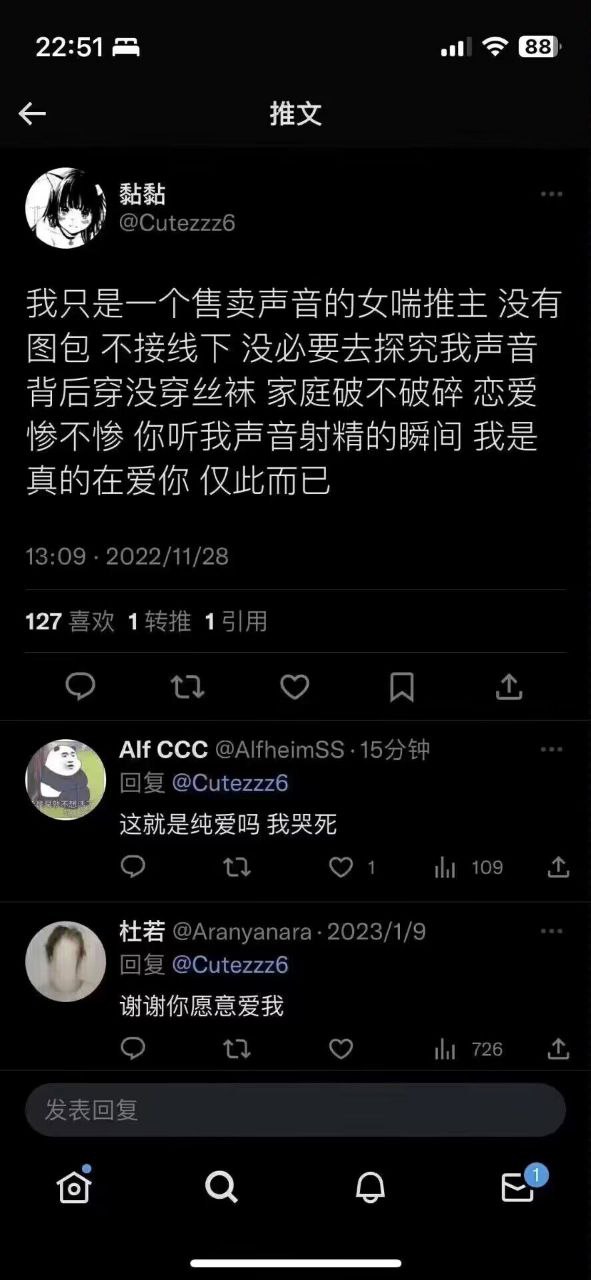 22:51
88
推文
黏黏
@Cutezzz6
我只是一个售卖声音的女喘推主 没有
图包 不接线下 没必要去探究我声音
背后穿没穿丝袜 家庭破不破碎 恋爱
惨不惨 你听我声音射精的瞬间 我是
真的在爱你 仅此而已
13:09 · 2022/11/28
127 喜欢 1 转推 1 引用
Alf CCC @AlfheimSS · 15分钟
回复 @Cutezzz6
这就是纯爱吗 我哭死
1 109
杜若 @Aranyanara · 2023/1/9
回复 @Cutezzz6
谢谢你愿意爱我
726
发表回复
1